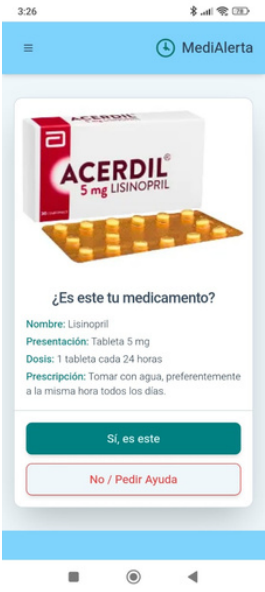 3:26
MediAlerta
ACERDIL
ACERDIL®
5 mg LISINOPRIL
¿Es este tu medicamento?
Nombre: Lisinopril
Presentación: Tableta 5 mg
Dosis: 1 tableta cada 24 horas
Prescripción: Tomar con agua, preferentemente
a la misma hora todos los días.
Sí, es este
No / Pedir Ayuda